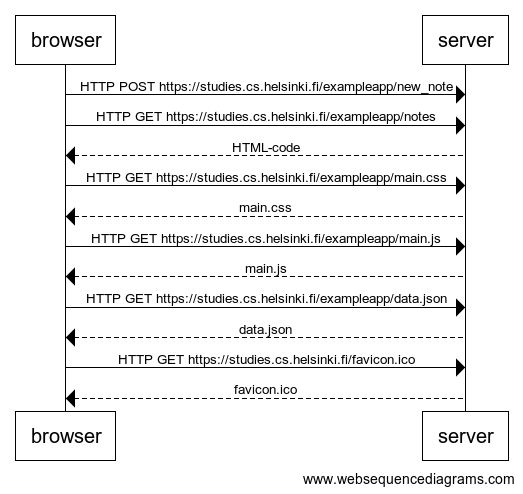 browser
server
HTTP POST https://studies.cs.helsinki.fi/exampleapp/new_note
HTTP GET https://studies.cs.helsinki.fi/exampleapp/notes
HTML-code
HTTP GET https://studies.cs.helsinki.fi/exampleapp/main.css
main.css
HTTP GET https://studies.cs.helsinki.fi/exampleapp/main.js
main.js
HTTP GET https://studies.cs.helsinki.fi/exampleapp/data.json
data.json
HTTP GET https://studies.cs.helsinki.fi/favicon.ico
favicon.ico
browser
server
www.websequencediagrams.com